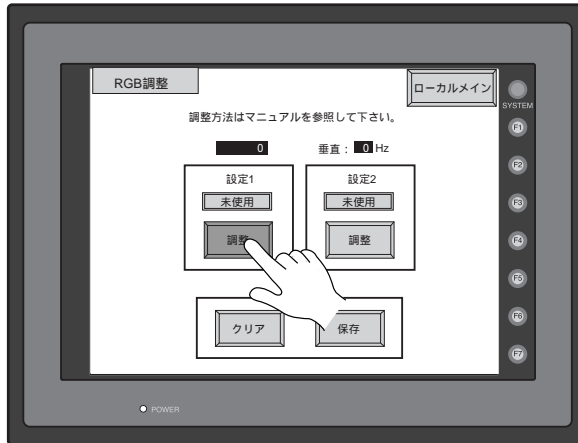 RGB調整
ローカルメイン
SYSTEM
調整方法はマニュアルを参照して下さい。
F1
0
垂直： 0 Hz
F2
設定1
設定2
未使用
未使用
F3
調整
調整
F4
F5
F6
クリア
保存
F7
POWER